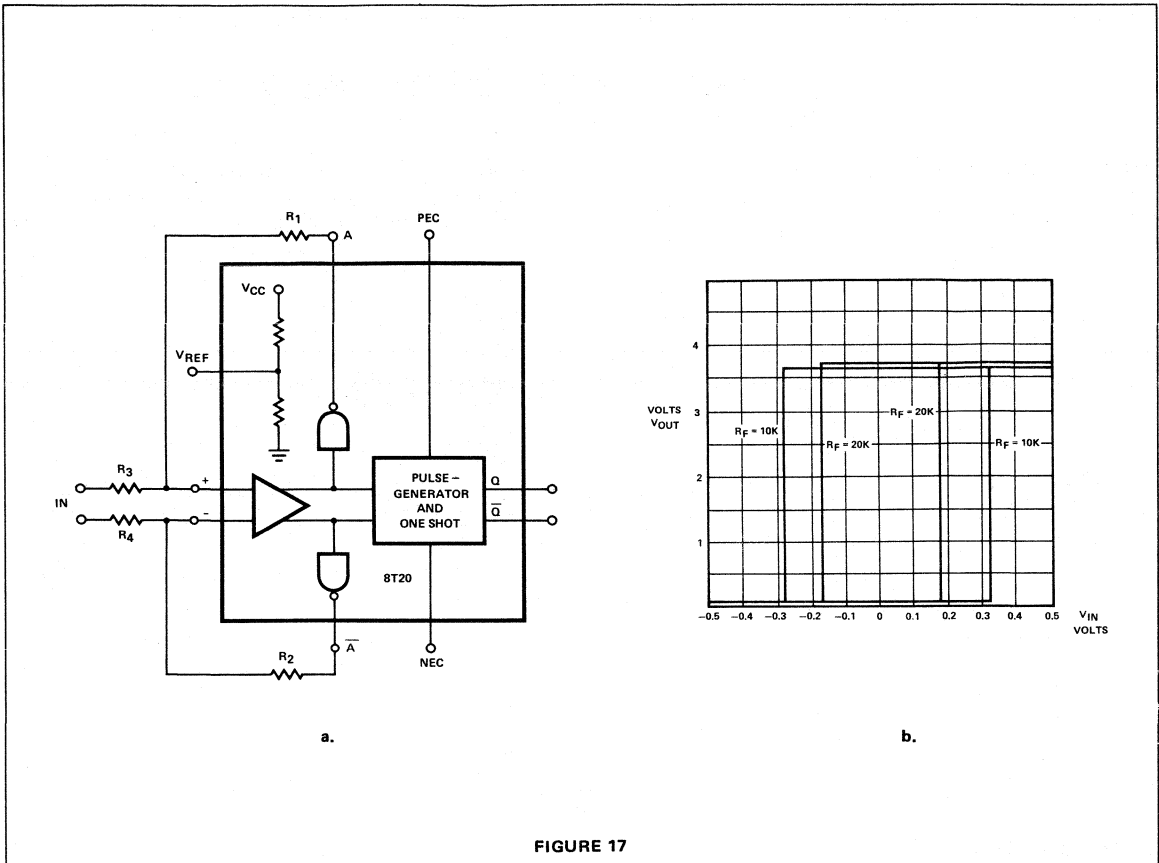 R1
A
PEC
VCC
VREF
R3
+
IN
-
R4
PULSE –
GENERATOR
AND
ONE SHOT
Q
Q̅
8T20
A̅
R2
NEC
a.
4
VOLTS
VOUT
3
2
1
RF = 10K
RF = 20K
RF = 20K
RF = 10K
–0.5 –0.4 –0.3 –0.2 –0.1 0 0.1 0.2 0.3 0.4 0.5
VIN
VOLTS
b.
FIGURE 17